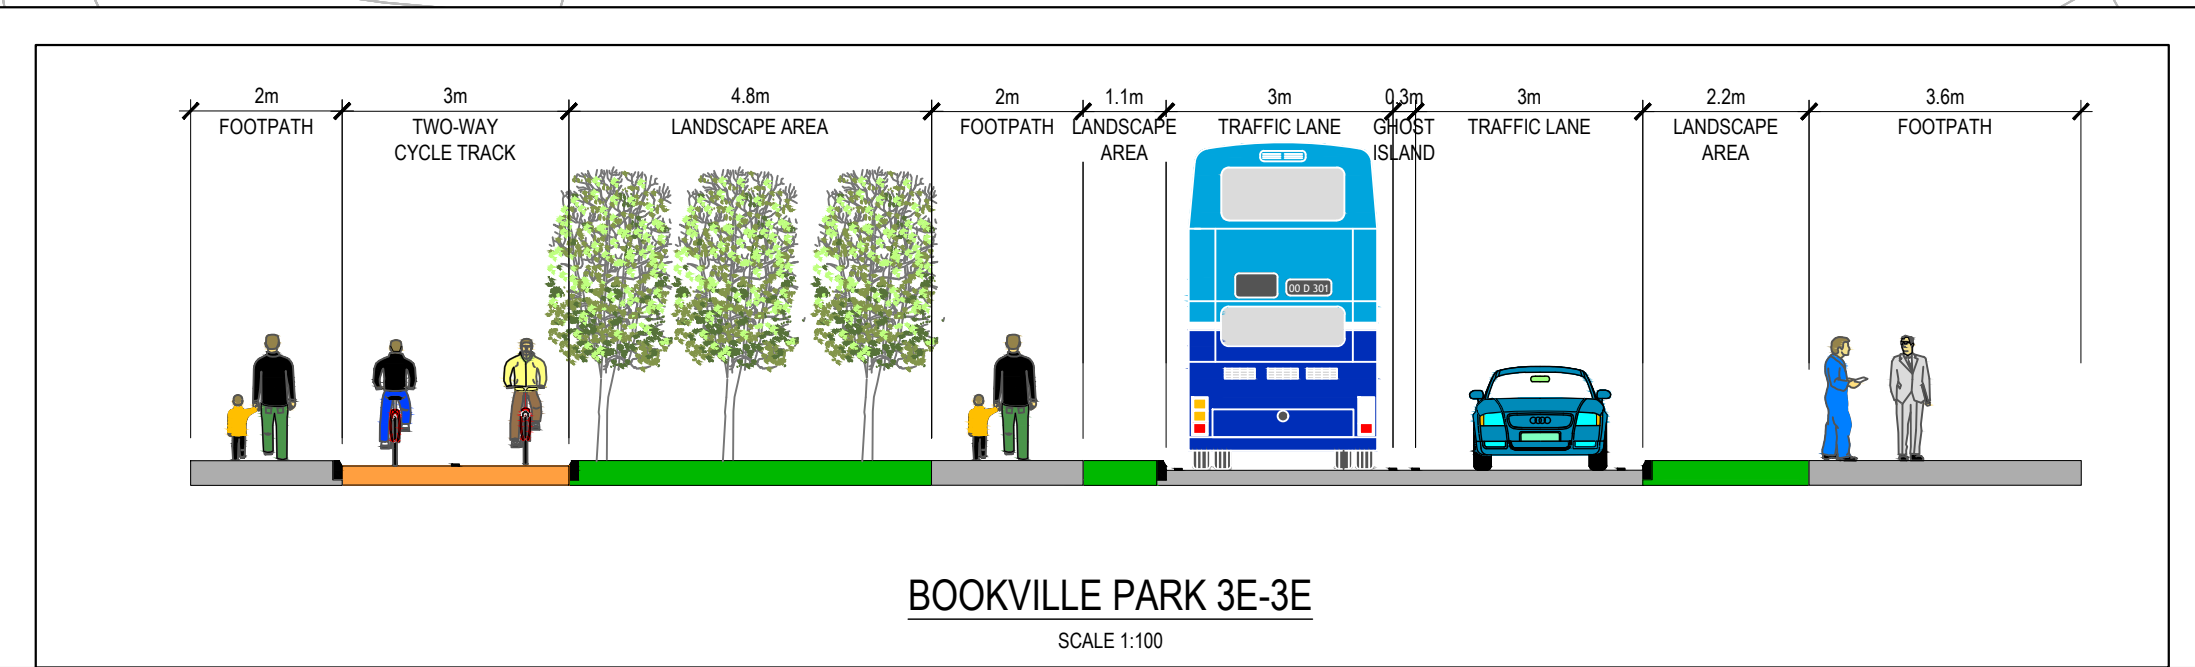 2m
3m
4.8m
2m
1.1m
3m
0.3m
3m
2.2m
3.6m
FOOTPATH
TWO-WAY
CYCLE TRACK
LANDSCAPE AREA
FOOTPATH
LANDSCAPE
AREA
TRAFFIC LANE
GHOST
ISLAND
TRAFFIC LANE
LANDSCAPE
AREA
FOOTPATH
00 D 301
BOOKVILLE PARK 3E-3E
SCALE 1:100